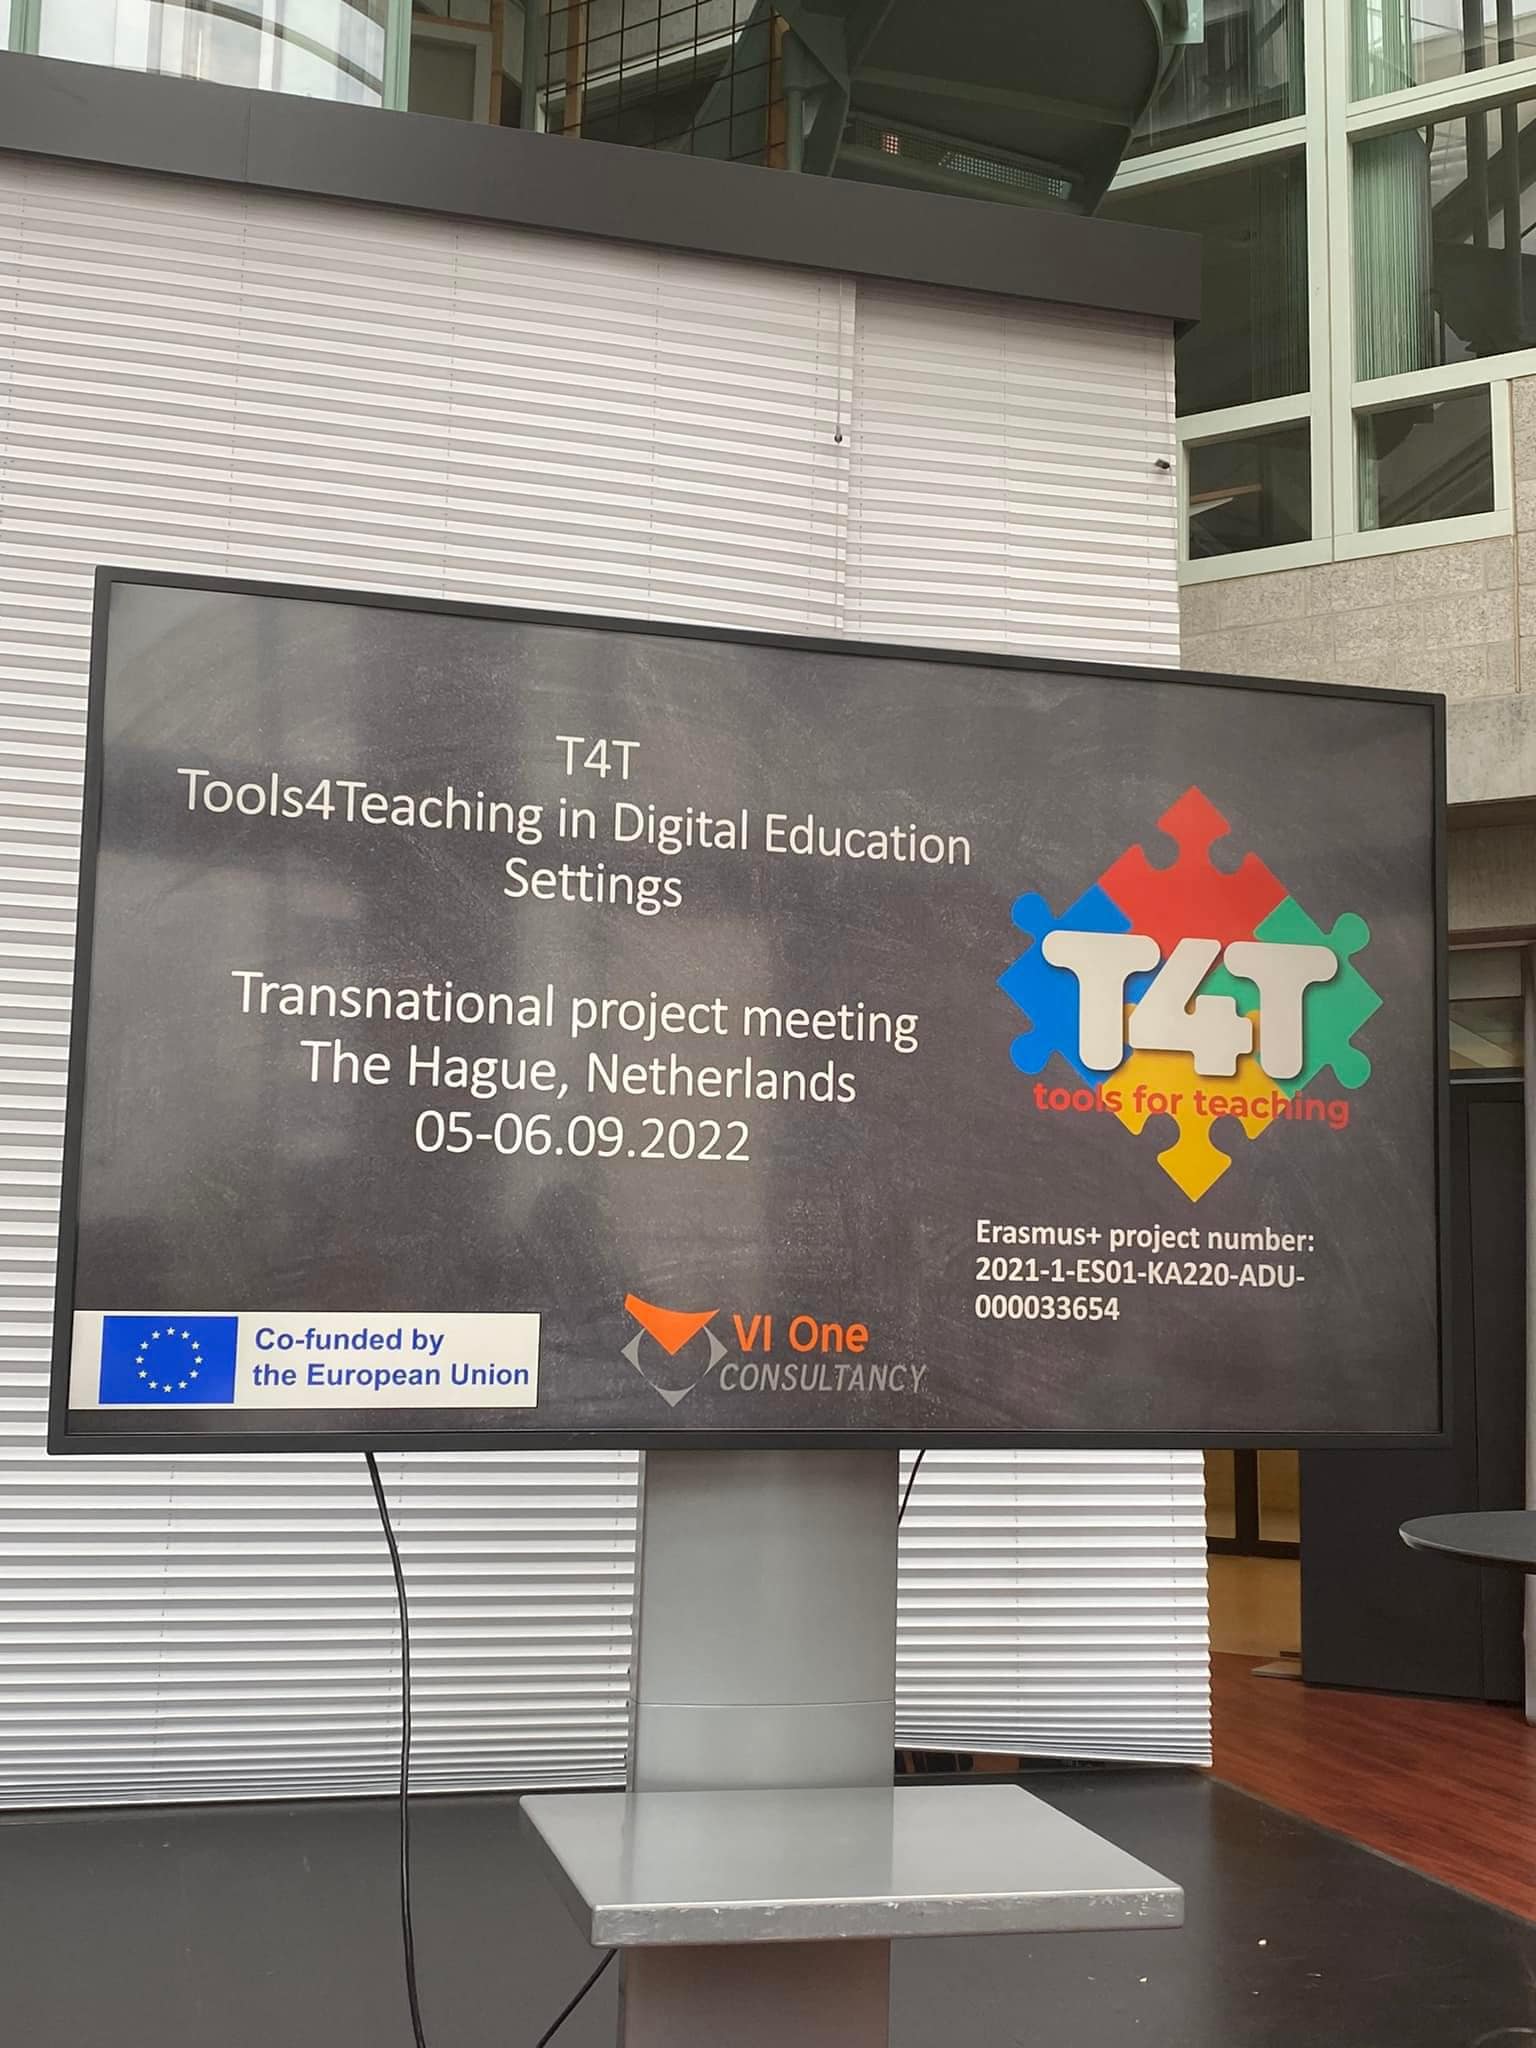 T4T
Tools4Teaching in Digital Education
Settings
Transnational project meeting
The Hague, Netherlands
05-06.09.2022
T4T
tools for teaching
Erasmus+ project number:
2021-1-ES01-KA220-ADU-
000033654
Co-funded by
the European Union
VI One
CONSULTANCY